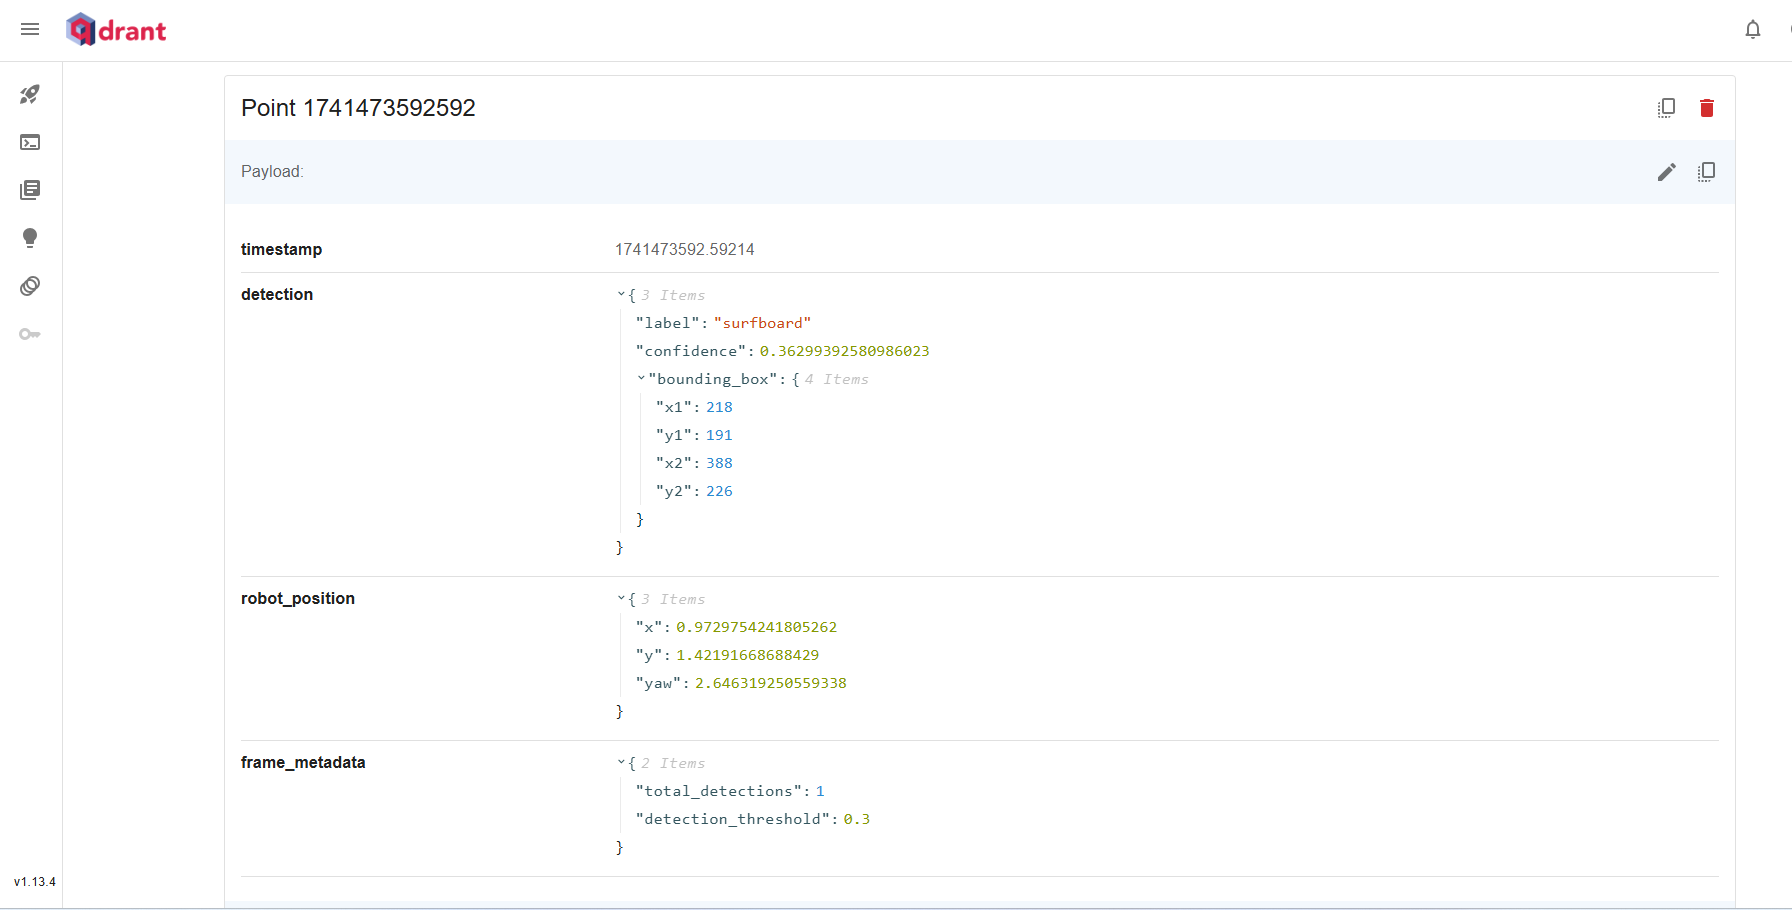 qdrant
Point 1741473592592
Payload:
timestamp 1741473592.59214
detection { 3 Items
"label": "surfboard"
"confidence": 0.36299392580986023
"bounding_box": { 4 Items
"x1": 218
"y1": 191
"x2": 388
"y2": 226
}
}
robot_position { 3 Items
"x": 0.9729754241805262
"y": 1.42191668688429
"yaw": 2.646319250559338
}
frame_metadata { 2 Items
"total_detections": 1
"detection_threshold": 0.3
}
v1.13.4